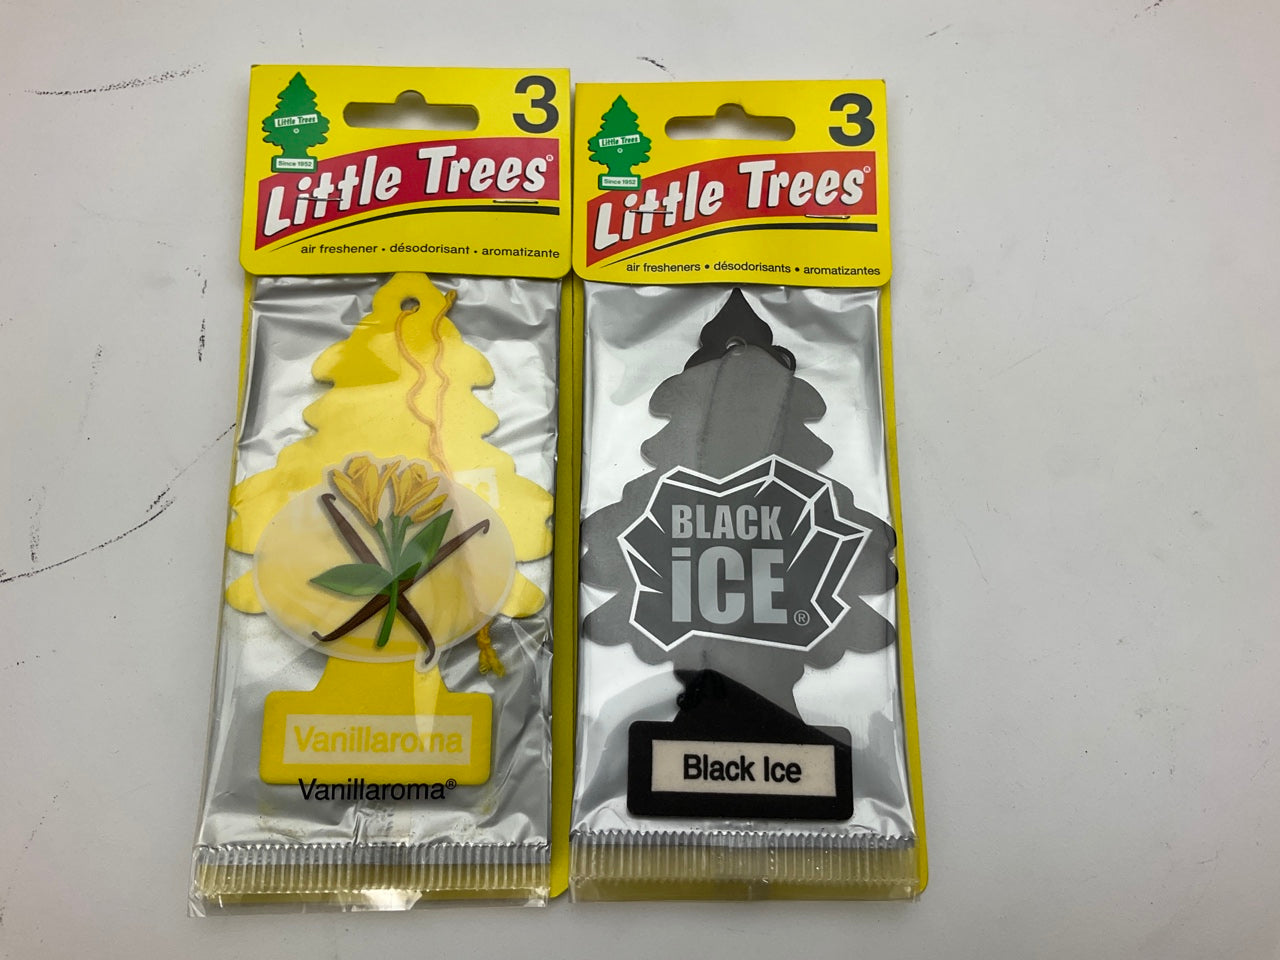 3
Little Trees
Since 1952
Little Trees®
air freshener • désodorisant • aromatizante
Vanillaroma
Vanillaroma®
3
Little Trees
Since 1952
Little Trees®
air fresheners • désodorisants • aromatizantes
BLACK
iCE®
Black Ice